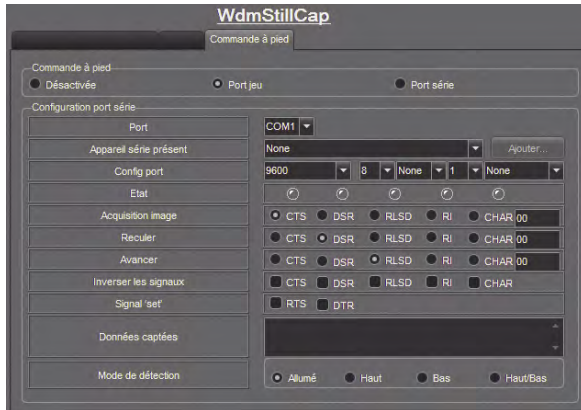 WdmStillCap
Commande à pied
Commande à pied
Désactivée Port jeu Port série
Configuration port série
Port COM1
Appareil série présent None Ajouter...
Config port 9600 8 None 1 None
Etat
Acquisition image CTS DSR RLSD RI CHAR 00
Reculer CTS DSR RLSD RI CHAR 00
Avancer CTS DSR RLSD RI CHAR 00
Inverser les signaux CTS DSR RLSD RI CHAR
Signal 'set' RTS DTR
Données captées
Mode de détection Allumé Haut Bas Haut/Bas